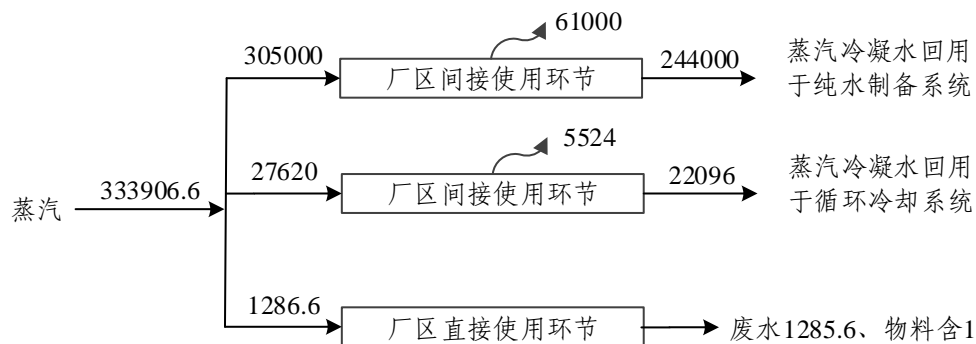 61000
305000
厂区间接使用环节
244000
蒸汽冷凝水回用
于纯水制备系统
5524
蒸汽
333906.6
27620
厂区间接使用环节
22096
蒸汽冷凝水回用
于循环冷却系统
1286.6
厂区直接使用环节
废水1285.6、物料含1